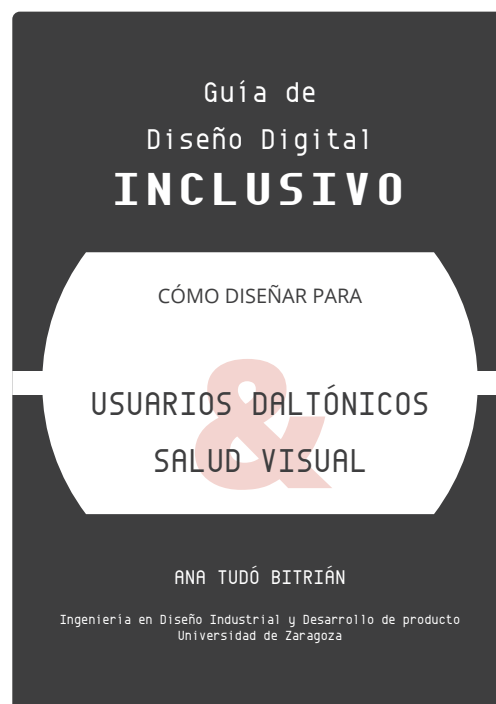 Guía de
Diseño Digital
INCLUSIVO
CÓMO DISEÑAR PARA
USUARIOS DALTÓNICOS
&
SALUD VISUAL
ANA TUDÓ BITRIÁN
Ingeniería en Diseño Industrial y Desarrollo de producto
Universidad de Zaragoza